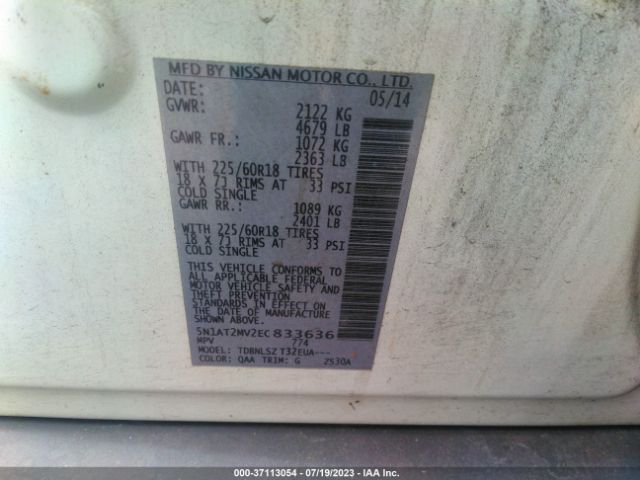 MFD BY NISSAN MOTOR CO., LTD.
DATE: 05/14
GVWR: 2122 KG
4679 LB
GAWR FR.: 1072 KG
2363 LB
WITH 225/60R18 TIRES
18 X 7J RIMS AT 33 PSI
COLD SINGLE
GAWR RR.: 1089 KG
2401 LB
WITH 225/60R18 TIRES
18 X 7J RIMS AT 33 PSI
COLD SINGLE
THIS VEHICLE CONFORMS TO
ALL APPLICABLE FEDERAL
MOTOR VEHICLE SAFETY AND
THEFT PREVENTION
STANDARDS IN EFFECT ON
THE DATE OF MANUFACTURE
SHOWN ABOVE
5N1AT2MV2EC833636
MPV 774
MODEL: TDBNLSZ T32EUA---
COLOR: QAA TRIM: G 2530A
000-37113054 - 07/19/2023 - IAA Inc.